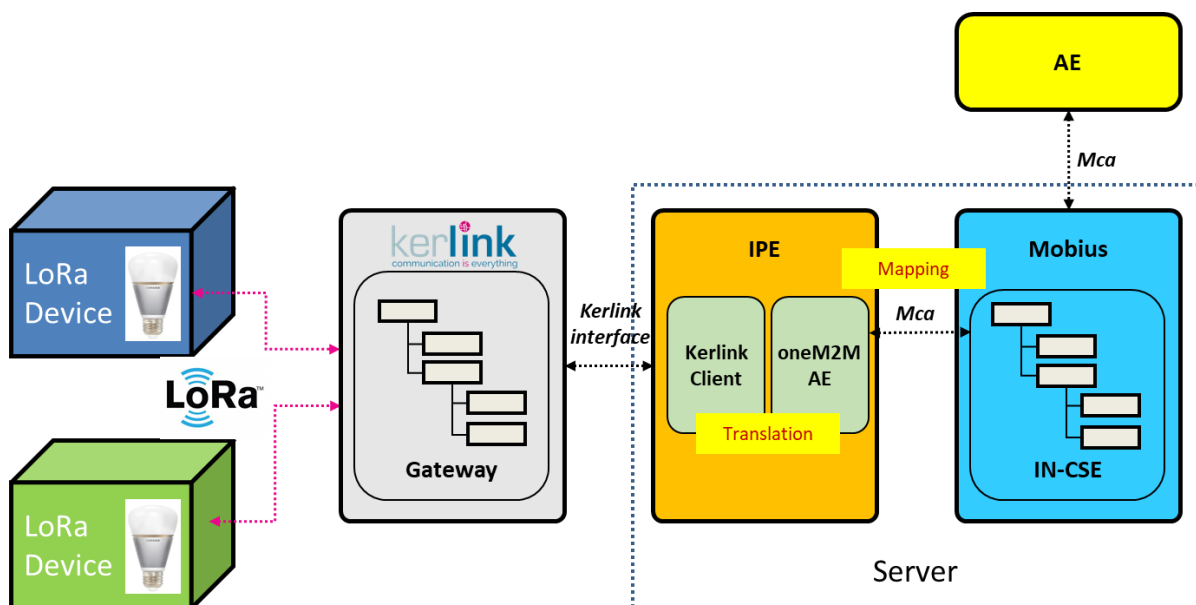 AE
Mca
kerlink
communication is everything
IPE
Mapping
Mobius
LoRa
Device
Kerlink
interface
Mca
Kerlink
Client
oneM2M
AE
LoRa™
Translation
Gateway
IN-CSE
LoRa
Device
Server